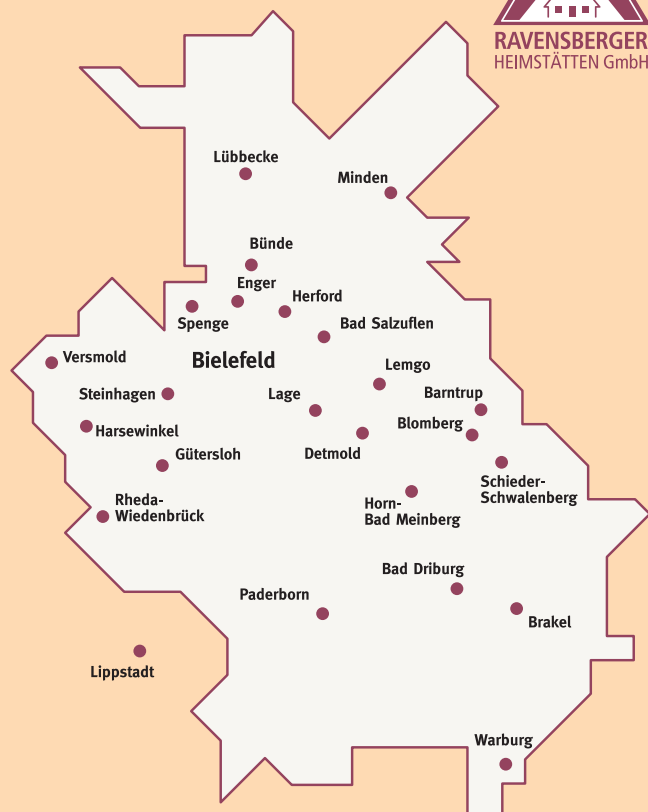 RAVENSBERGER
HEIMSTÄTTEN GmbH
Lübbecke
Minden
Bünde
Enger
Herford
Spenge
Bad Salzuflen
Versmold
Bielefeld
Lemgo
Steinhagen
Lage
Barntrup
Harsewinkel
Blomberg
Gütersloh
Detmold
Schieder-
Schwalenberg
Rheda-
Wiedenbrück
Horn-
Bad Meinberg
Bad Driburg
Paderborn
Brakel
Lippstadt
Warburg